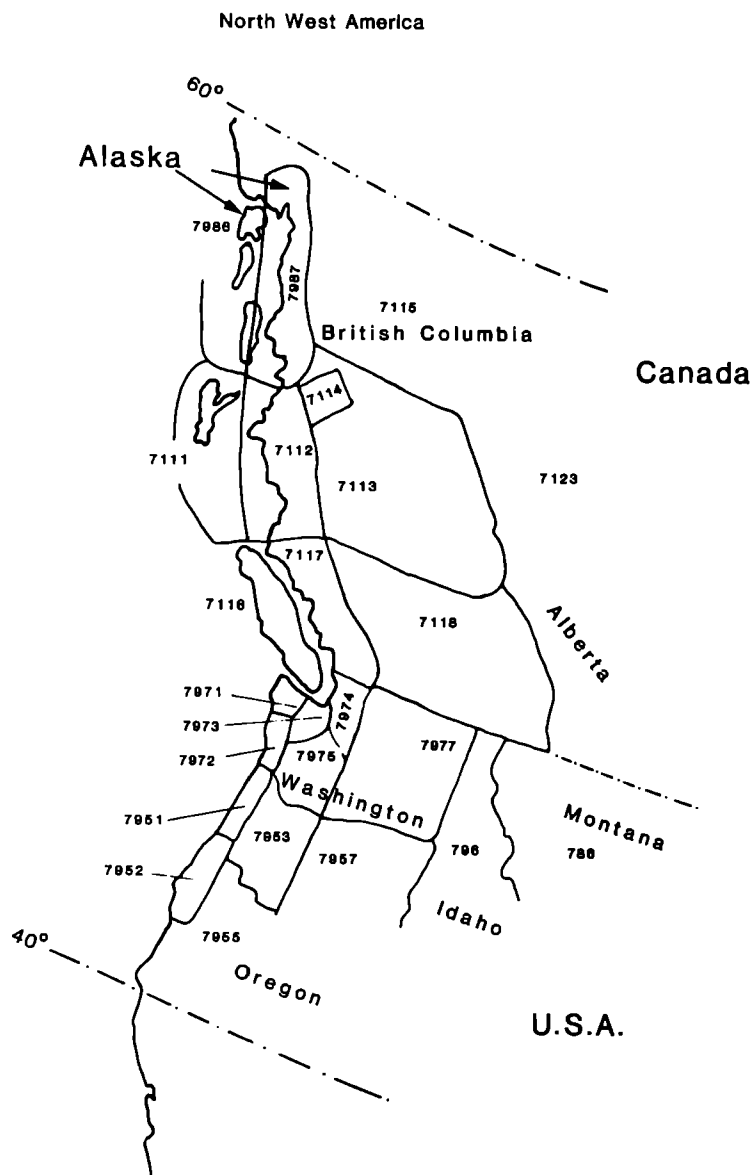 North West America
60°
Alaska
7986
7987
7115
British Columbia
Canada
7114
7111
7112
7113
7123
7117
7116
7118
Alberta
7971
7974
7973
7977
7972
7975
Washington
7951
Montana
7953
7957
796
786
7952
Idaho
7955
40°
Oregon
U.S.A.